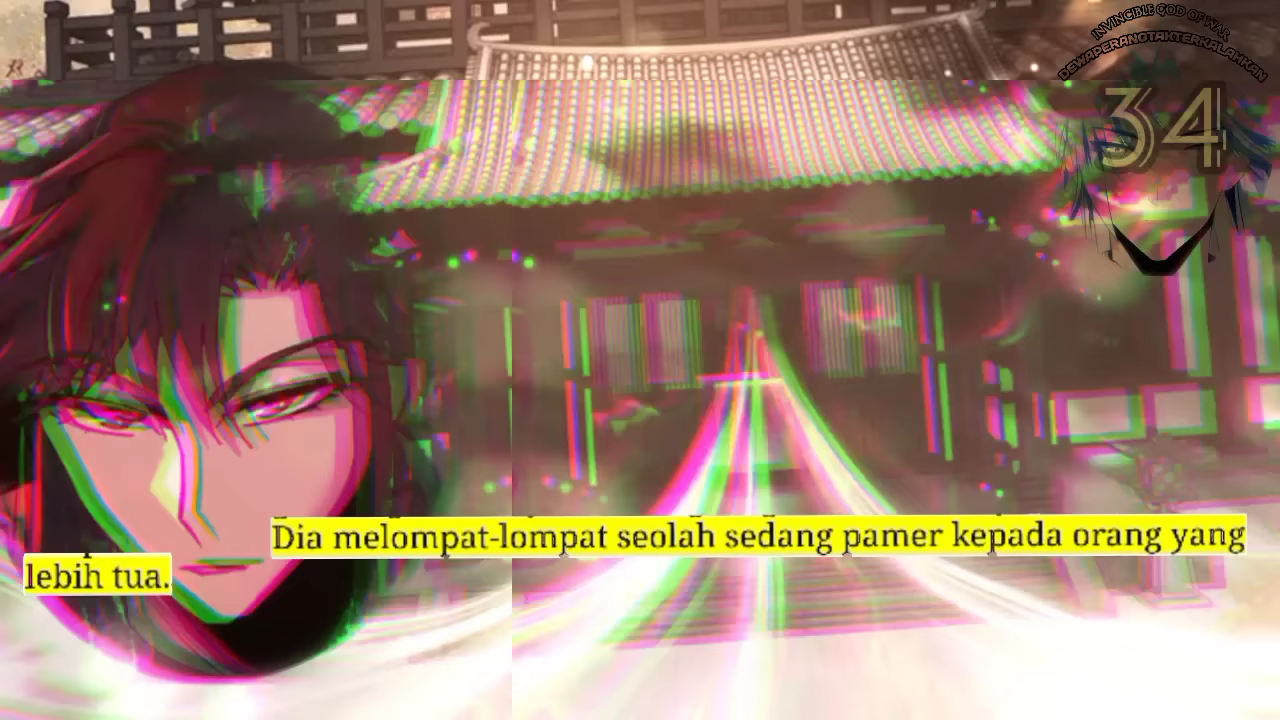 INVINCIBLE GOD OF WAR
DEWAPERANGTAKTERKALAHKAN
34
Dia melompat-lompat seolah sedang pamer kepada orang yang
lebih tua.